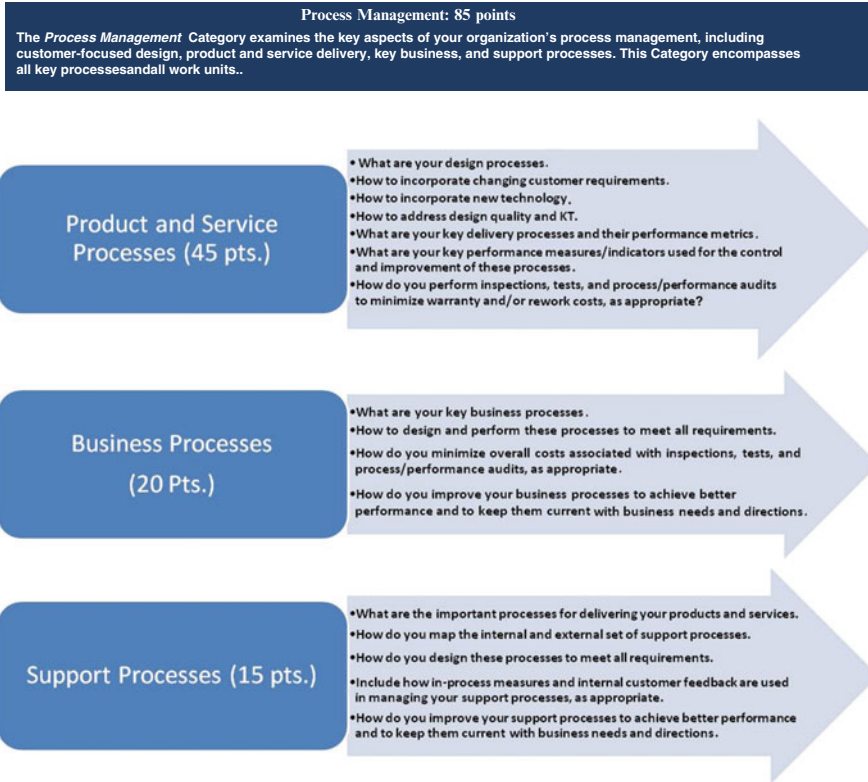 Process Management: 85 points
The Process Management Category examines the key aspects of your organization's process management, including
customer-focused design, product and service delivery, key business, and support processes. This Category encompasses
all key processesandall work units..
Product and Service
Processes (45 pts.)
• What are your design processes.
•How to incorporate changing customer requirements.
•How to incorporate new technology.
•How to address design quality and KT.
•What are your key delivery processes and their performance metrics.
•What are your key performance measures/indicators used for the control
and improvement of these processes.
•How do you perform inspections, tests, and process/performance audits
to minimize warranty and/or rework costs, as appropriate?
Business Processes
(20 Pts.)
•What are your key business processes.
•How to design and perform these processes to meet all requirements.
•How do you minimize overall costs associated with inspections, tests, and
process/performance audits, as appropriate.
•How do you improve your business processes to achieve better
performance and to keep them current with business needs and directions.
Support Processes (15 pts.)
•What are the important processes for delivering your products and services.
•How do you map the internal and external set of support processes.
•How do you design these processes to meet all requirements.
•Include how in-process measures and internal customer feedback are used
in managing your support processes, as appropriate.
•How do you improve your support processes to achieve better performance
and to keep them current with business needs and directions.